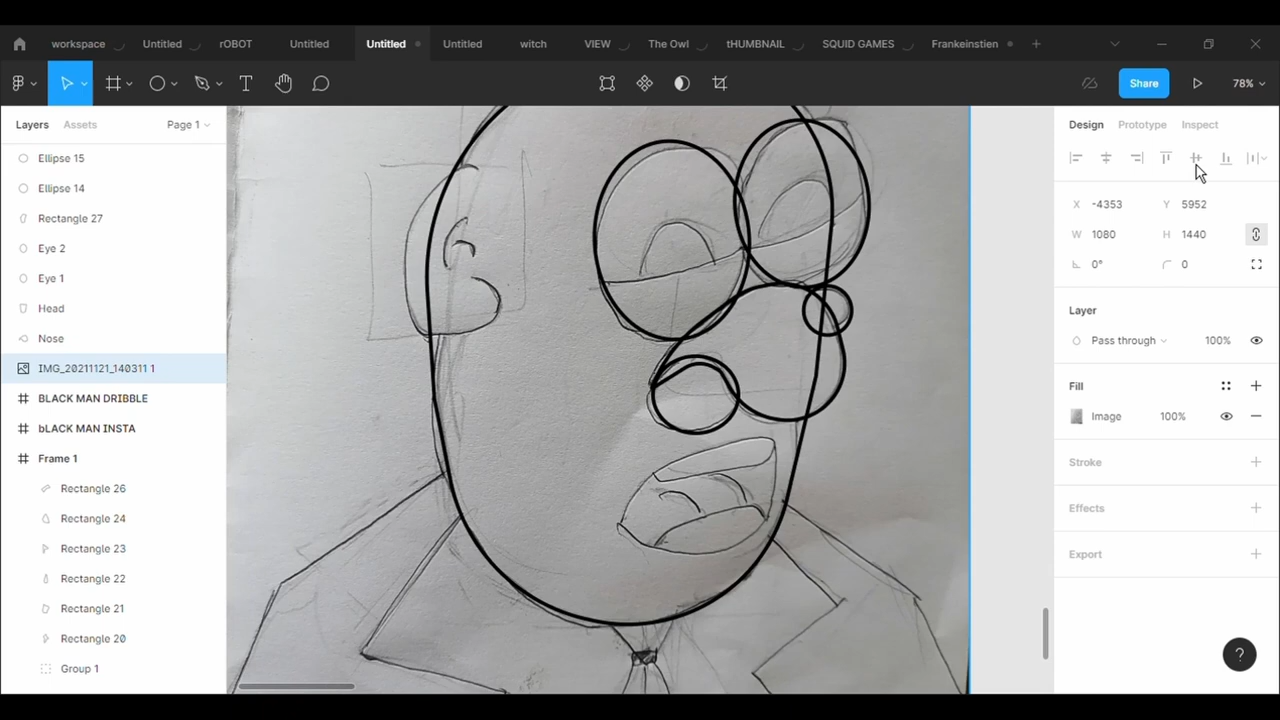 workspace Untitled rOBOT Untitled Untitled Untitled witch VIEW The Owl tHUMBNAIL SQUID GAMES Frankeinstien
Share 78%
Layers Assets Page 1
Design Prototype Inspect
Ellipse 15
Ellipse 14
Rectangle 27
Eye 2
Eye 1
Head
Nose
IMG_20211121_140311 1
BLACK MAN DRIBBLE
bLACK MAN INSTA
Frame 1
Rectangle 26
Rectangle 24
Rectangle 23
Rectangle 22
Rectangle 21
Rectangle 20
Group 1
X -4353 Y 5952
W 1080 H 1440
0° 0
Layer
Pass through 100%
Fill
Image 100%
Stroke
Effects
Export
?